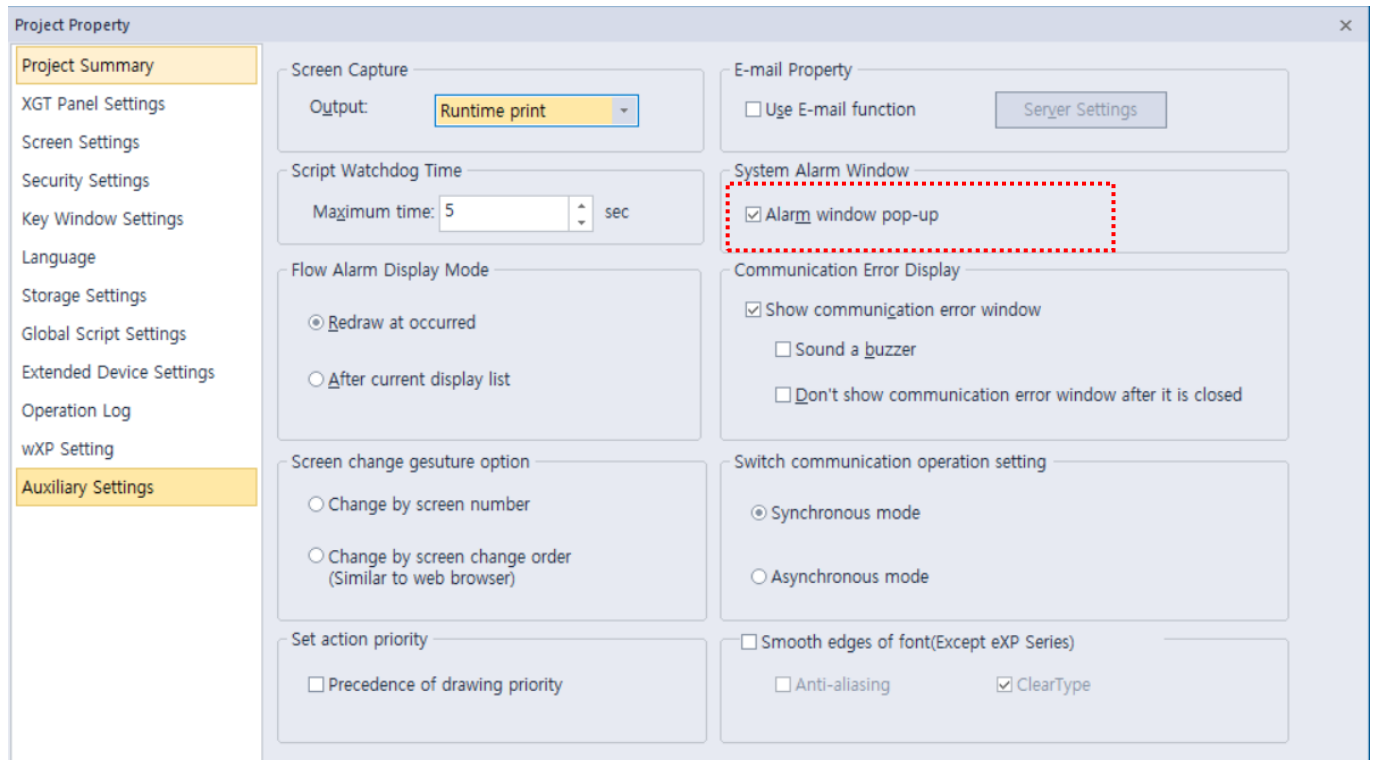 Project Property
Project Summary
XGT Panel Settings
Screen Settings
Security Settings
Key Window Settings
Language
Storage Settings
Global Script Settings
Extended Device Settings
Operation Log
wXP Setting
Auxiliary Settings
Screen Capture
Output: Runtime print
Script Watchdog Time
Maximum time: 5 sec
Flow Alarm Display Mode
Redraw at occurred
After current display list
Screen change gesuture option
Change by screen number
Change by screen change order
(Similar to web browser)
Set action priority
Precedence of drawing priority
E-mail Property
Use E-mail function Server Settings
System Alarm Window
Alarm window pop-up
Communication Error Display
Show communication error window
Sound a buzzer
Don't show communication error window after it is closed
Switch communication operation setting
Synchronous mode
Asynchronous mode
Smooth edges of font(Except eXP Series)
Anti-aliasing ClearType